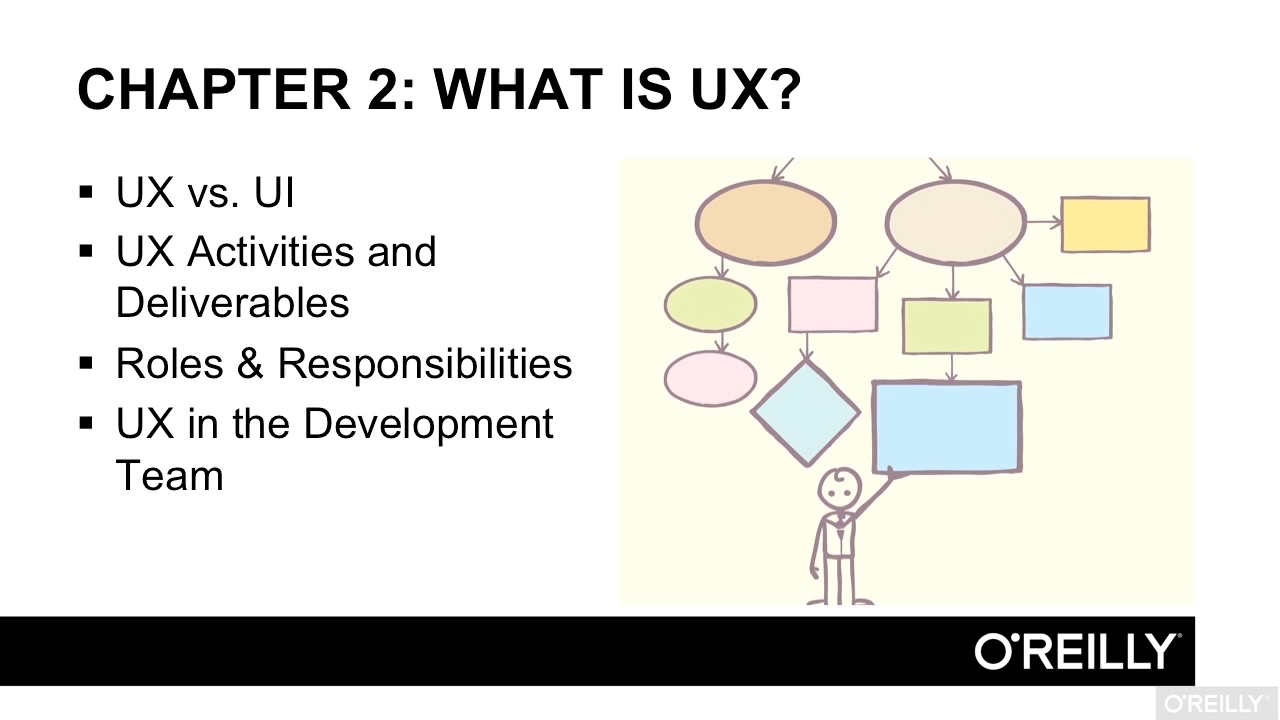 CHAPTER 2: WHAT IS UX?
▪ UX vs. UI
▪ UX Activities and
Deliverables
▪ Roles & Responsibilities
▪ UX in the Development
Team
O'REILLY®
O'REILLY®